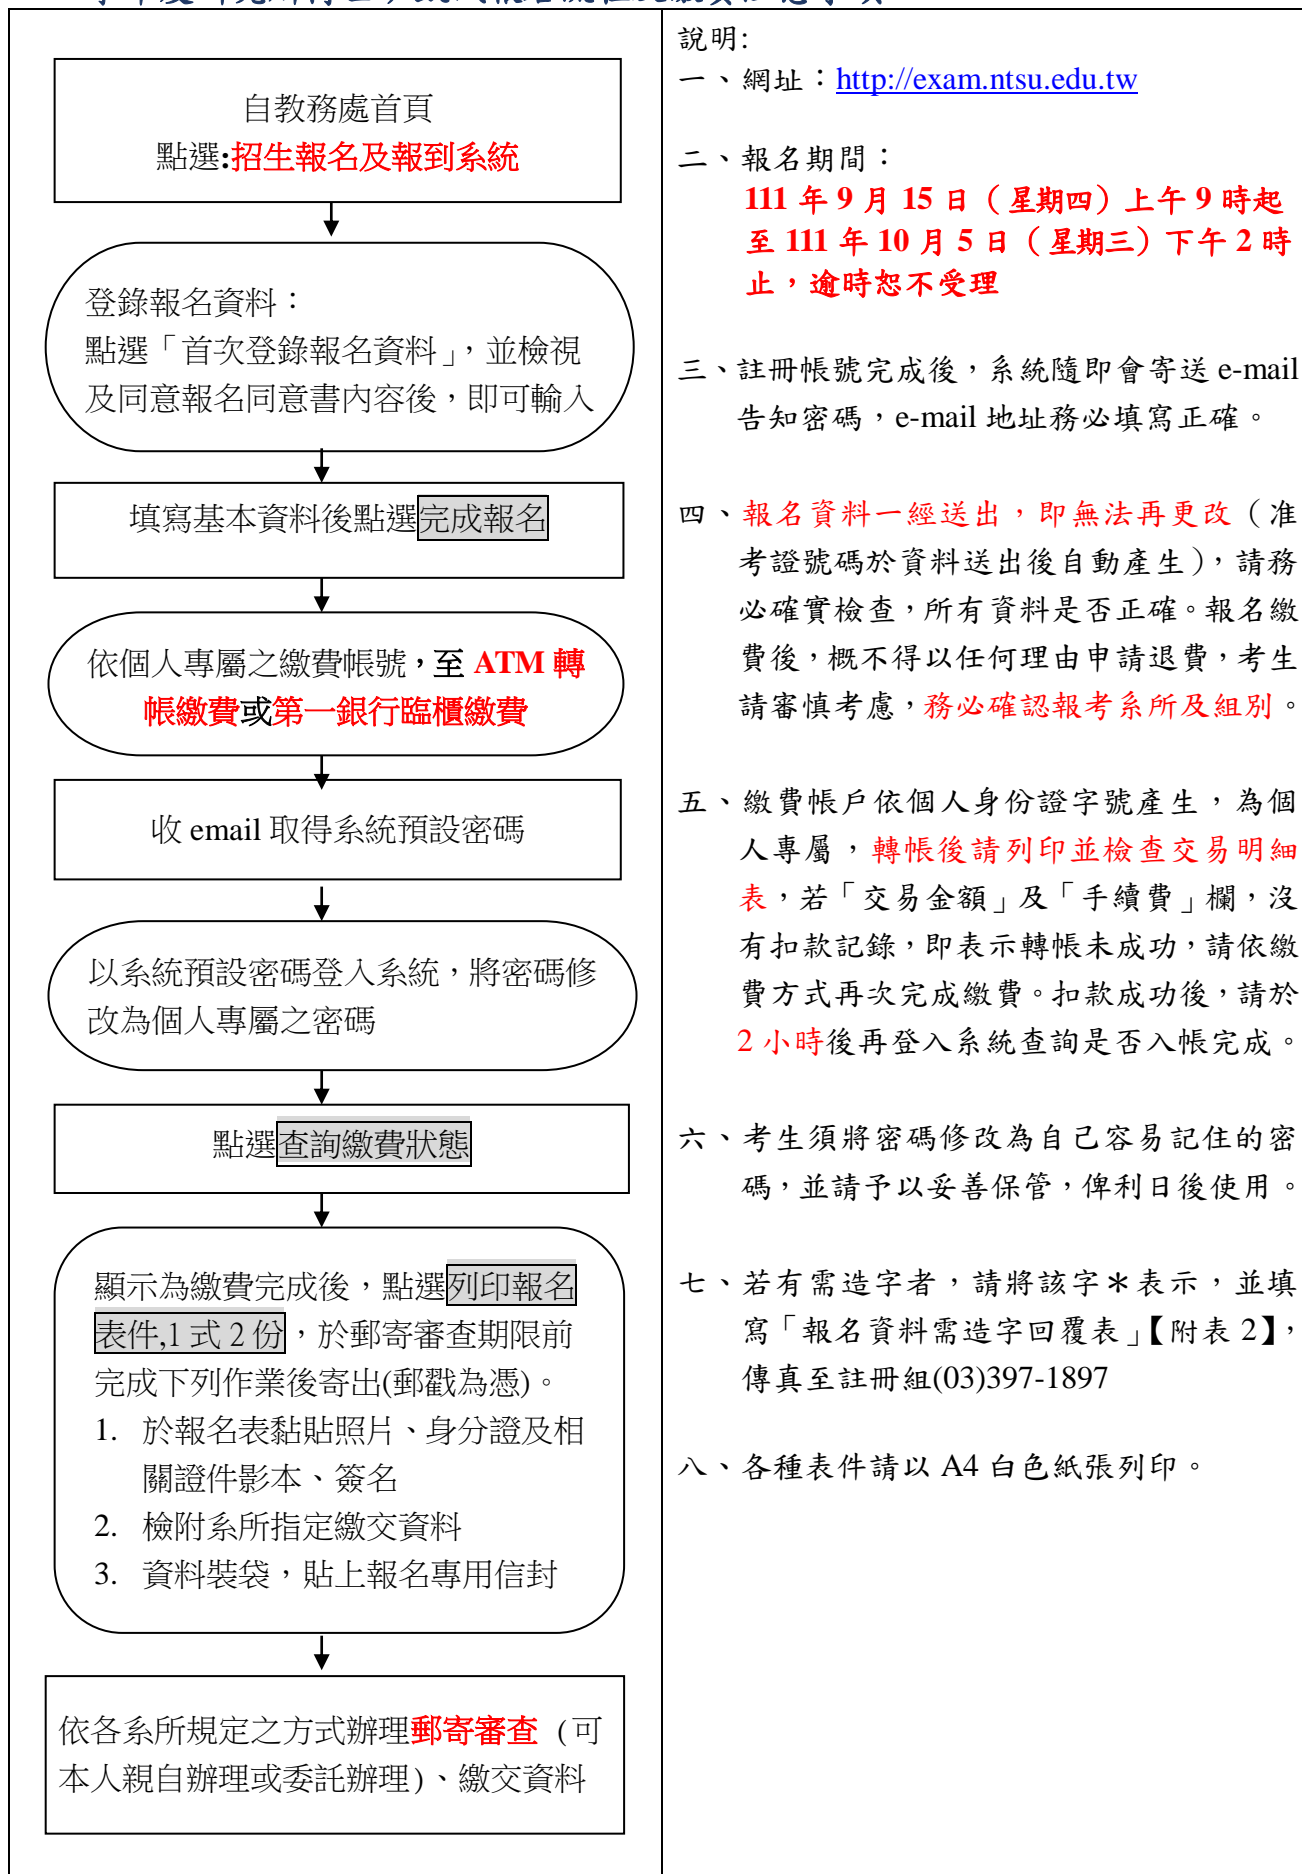 自教務處首頁
點選:招生報名及報到系統
登錄報名資料：
點選「首次登錄報名資料」，並檢視
及同意報名同意書內容後，即可輸入
填寫基本資料後點選完成報名
依個人專屬之繳費帳號，至 ATM 轉
帳繳費或第一銀行臨櫃繳費
收 email 取得系統預設密碼
以系統預設密碼登入系統，將密碼修
改為個人專屬之密碼
點選查詢繳費狀態
顯示為繳費完成後，點選列印報名
表件,1 式 2 份，於郵寄審查期限前
完成下列作業後寄出(郵戳為憑)。
1. 於報名表黏貼照片、身分證及相
關證件影本、簽名
2. 檢附系所指定繳交資料
3. 資料裝袋，貼上報名專用信封
依各系所規定之方式辦理郵寄審查（可
本人親自辦理或委託辦理）、繳交資料
說明:
一、網址：http://exam.ntsu.edu.tw
二、報名期間：
111 年 9 月 15 日（星期四）上午 9 時起
至 111 年 10 月 5 日（星期三）下午 2 時
止，逾時恕不受理
三、註冊帳號完成後，系統隨即會寄送 e-mail
告知密碼，e-mail 地址務必填寫正確。
四、報名資料一經送出，即無法再更改（准
考證號碼於資料送出後自動產生），請務
必確實檢查，所有資料是否正確。報名繳
費後，概不得以任何理由申請退費，考生
請審慎考慮，務必確認報考系所及組別。
五、繳費帳戶依個人身份證字號產生，為個
人專屬，轉帳後請列印並檢查交易明細
表，若「交易金額」及「手續費」欄，沒
有扣款記錄，即表示轉帳未成功，請依繳
費方式再次完成繳費。扣款成功後，請於
2 小時後再登入系統查詢是否入帳完成。
六、考生須將密碼修改為自己容易記住的密
碼，並請予以妥善保管，俾利日後使用。
七、若有需造字者，請將該字＊表示，並填
寫「報名資料需造字回覆表」【附表 2】，
傳真至註冊組(03)397-1897
八、各種表件請以 A4 白色紙張列印。